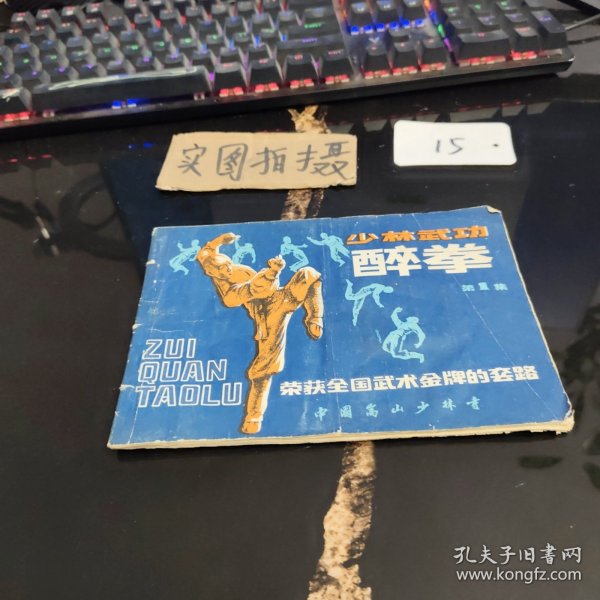 实图拍摄
15.
少林武功
醉拳
第1集
ZUI
QUAN
TAOLU
荣获全国武术金牌的套路
中国嵩山少林寺
孔夫子旧书网
www.kongfz.com